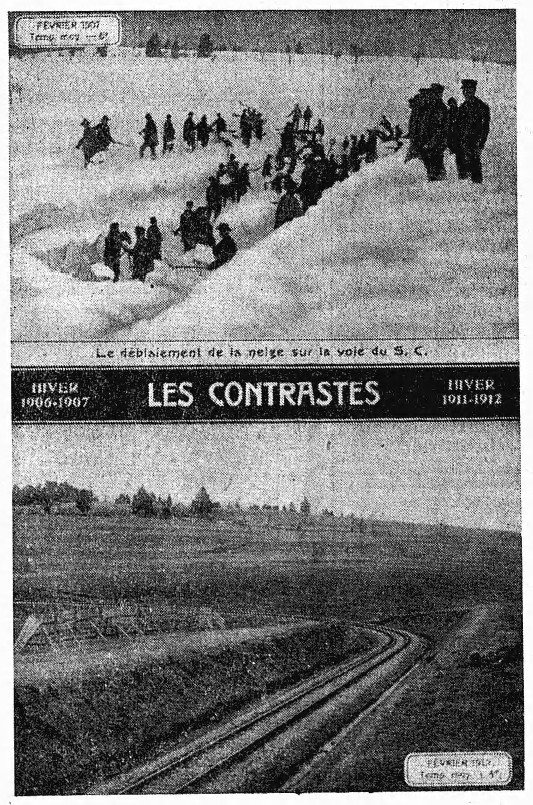 FÉVRIER 1907
Temp. moy. — 6°
Le déblaiement de la neige sur la voie du S. C.
HIVER
1906-1907
LES CONTRASTES
HIVER
1911-1912
FÉVRIER 1912
Temp. moy. + 4°